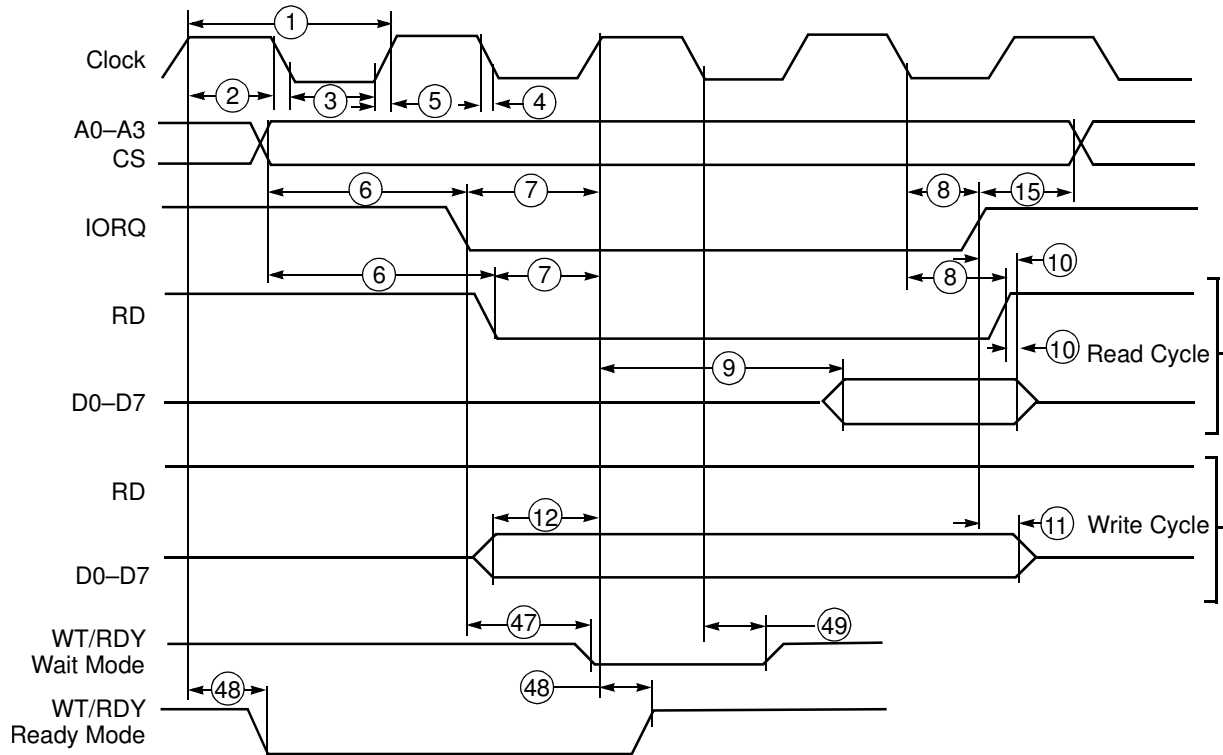 1
Clock
2
3
5
4
A0–A3
CS
6
7
8
15
IORQ
6
7
8
10
RD
9
10
Read Cycle
D0–D7
RD
12
11
Write Cycle
D0–D7
47
49
WT/RDY
Wait Mode
48
48
WT/RDY
Ready Mode